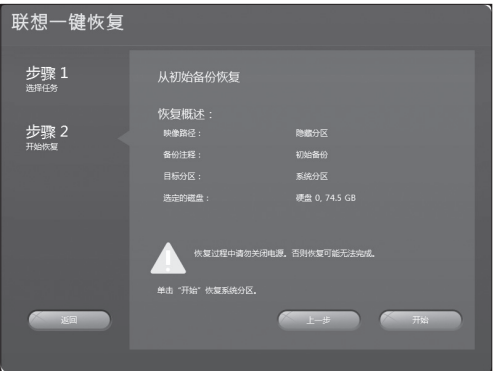 联想一键恢复
步骤 1
选择任务
步骤 2
开始恢复
从初始备份恢复
恢复概述：
映像路径： 隐藏分区
备份注释： 初始备份
目标分区： 系统分区
选定的磁盘： 硬盘 0, 74.5 GB
恢复过程中请勿关闭电源。否则恢复可能无法完成。
单击“开始”恢复系统分区。
返回
上一步
开始